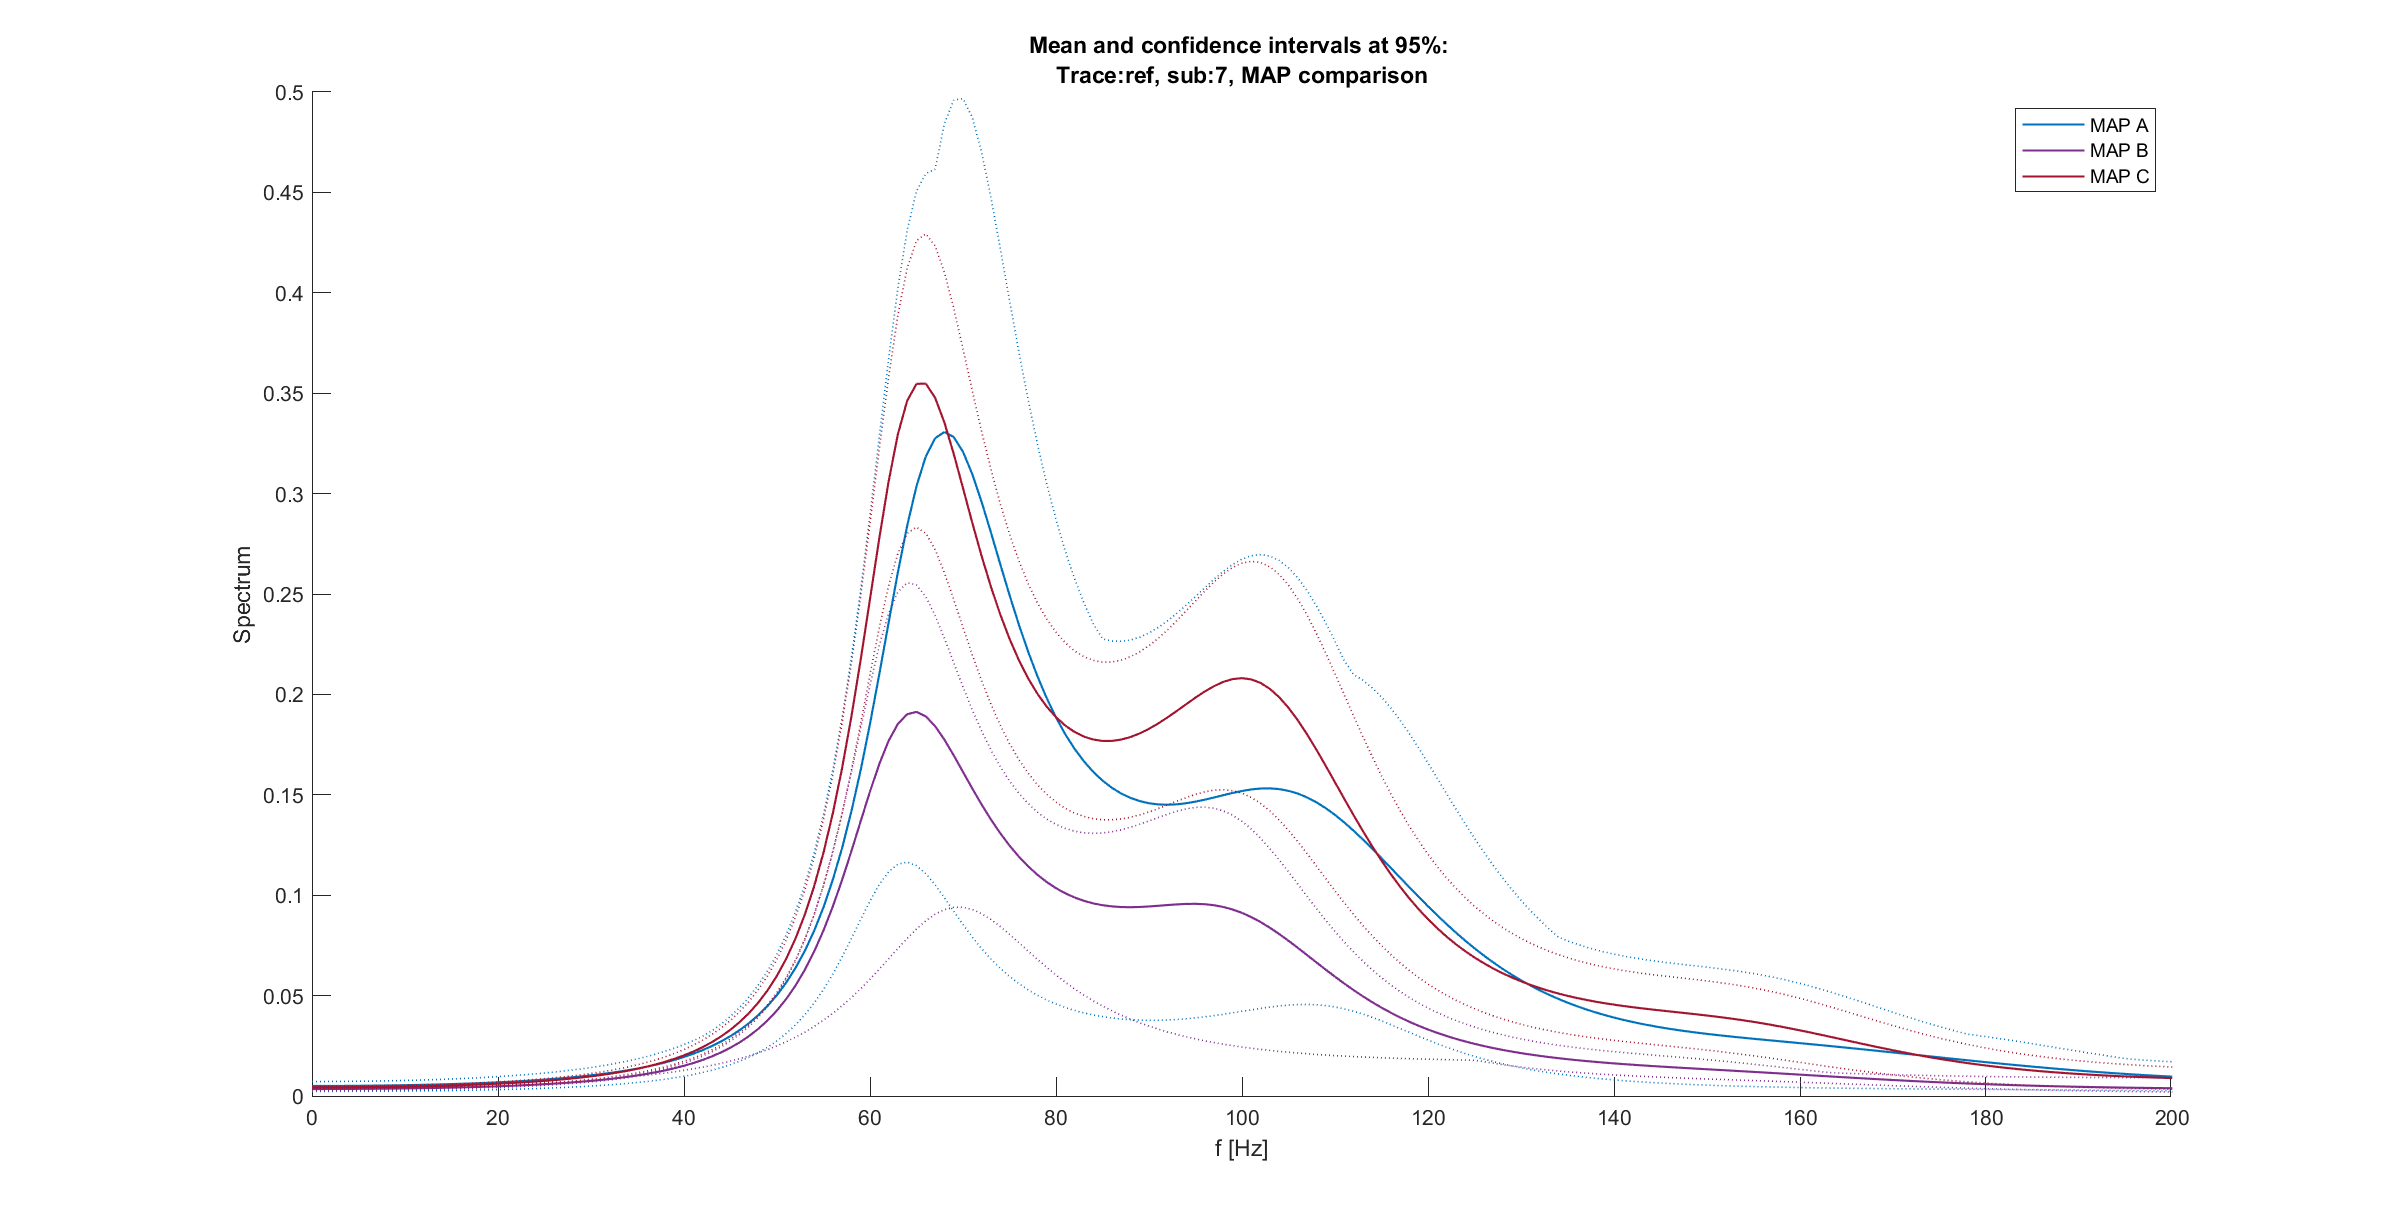 Mean and confidence intervals at 95%:
Trace:ref, sub:7, MAP comparison
MAP A
MAP B
MAP C
0.5
0.45
0.4
0.35
0.3
0.25
0.2
0.15
0.1
0.05
0
Spectrum
0 20 40 60 80 100 120 140 160 180 200
f [Hz]